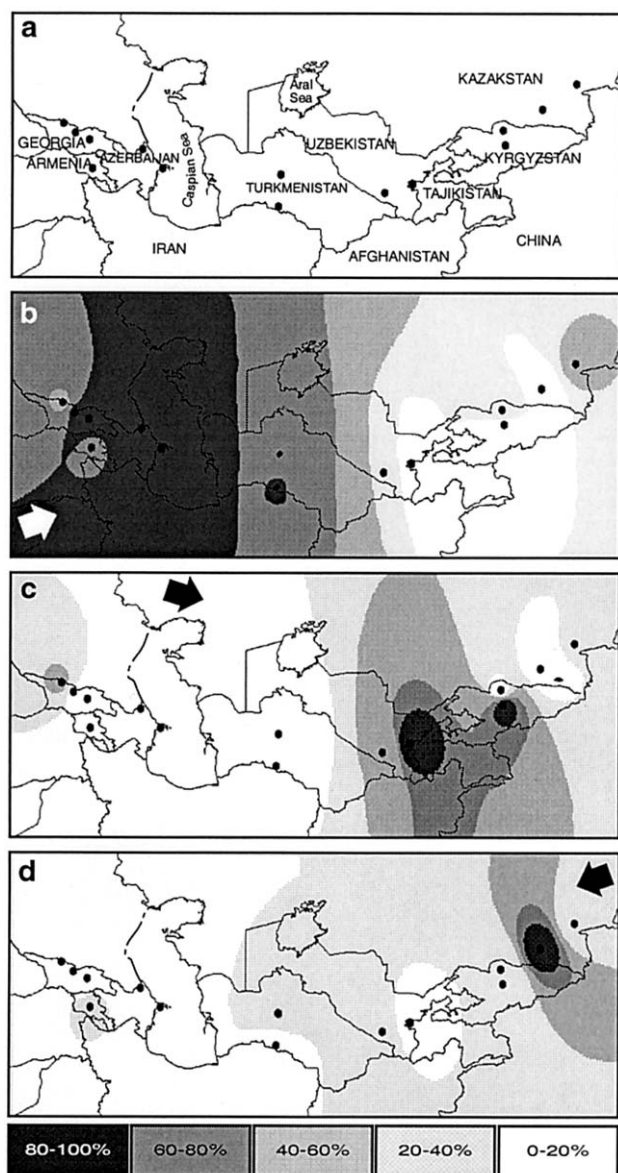 a
Aral
Sea
KAZAKSTAN
GEORGIA
UZBEKISTAN
KYRGYZSTAN
ARMENIA
AZERBAIJAN
Caspian Sea
TURKMENISTAN
TAJIKISTAN
IRAN
AFGHANISTAN
CHINA
b
c
d
80-100% 60-80% 40-60% 20-40% 0-20%